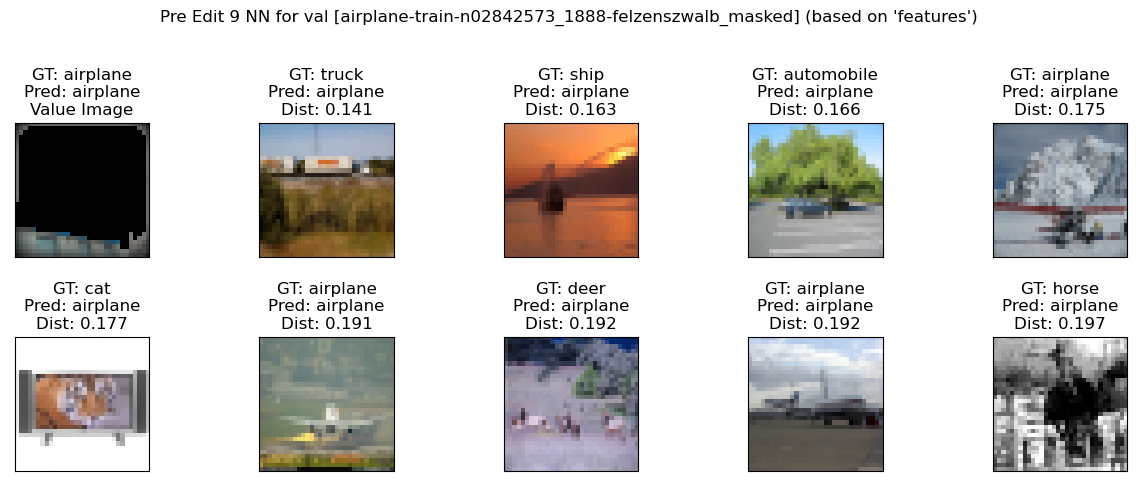 Pre Edit 9 NN for val [airplane-train-n02842573_1888-felzenszwalb_masked] (based on 'features')
GT: airplane
Pred: airplane
Value Image
GT: truck
Pred: airplane
Dist: 0.141
GT: ship
Pred: airplane
Dist: 0.163
GT: automobile
Pred: airplane
Dist: 0.166
GT: airplane
Pred: airplane
Dist: 0.175
GT: cat
Pred: airplane
Dist: 0.177
GT: airplane
Pred: airplane
Dist: 0.191
GT: deer
Pred: airplane
Dist: 0.192
GT: airplane
Pred: airplane
Dist: 0.192
GT: horse
Pred: airplane
Dist: 0.197